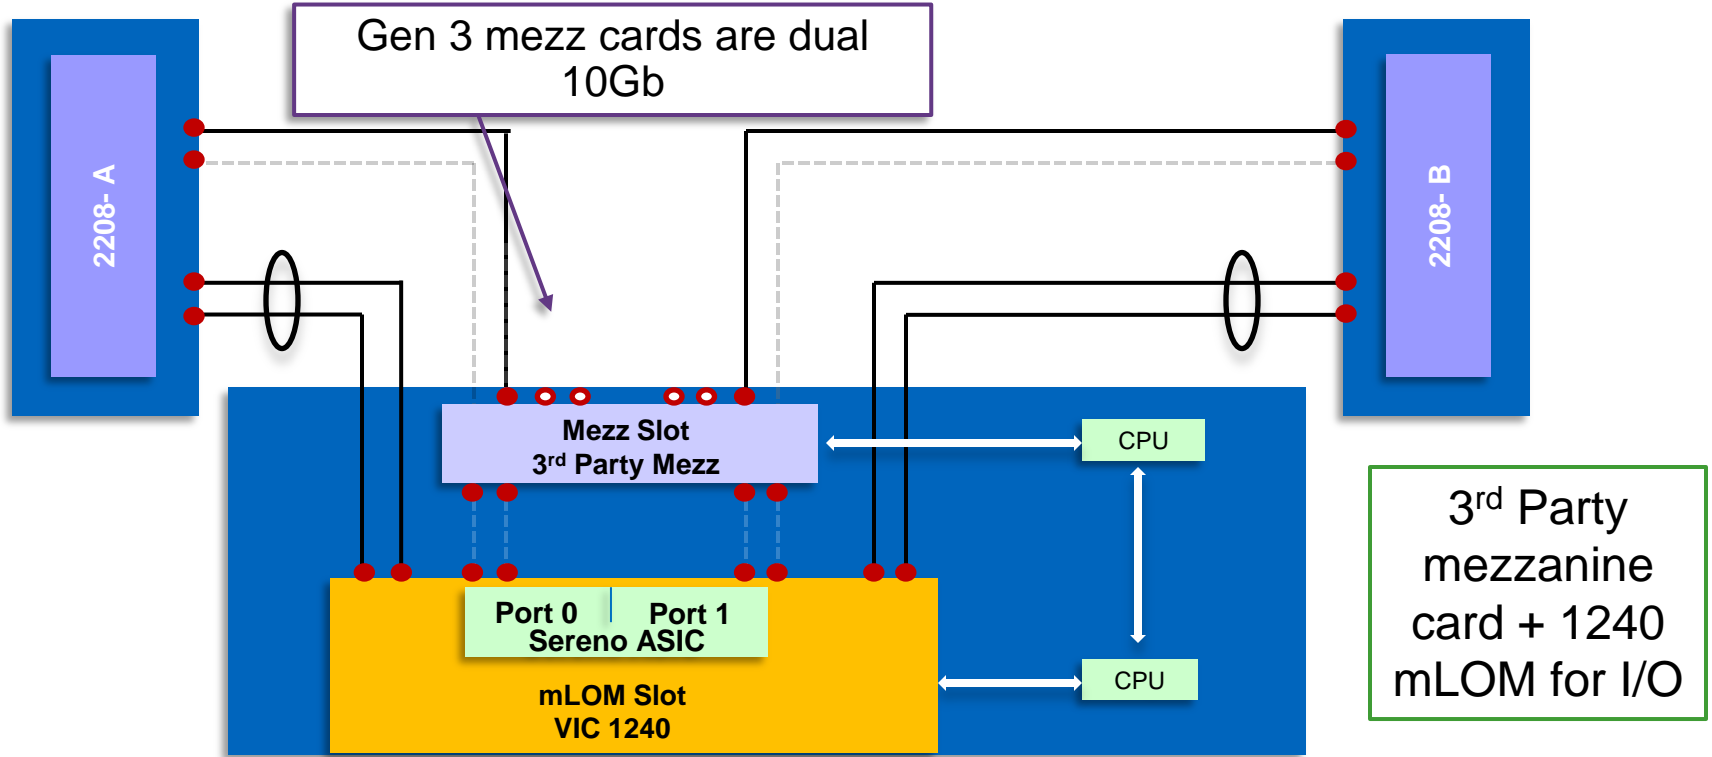 Gen 3 mezz cards are dual
10Gb
2208- A
2208- B
Mezz Slot
3rd Party Mezz
CPU
Port 0
Port 1
Sereno ASIC
mLOM Slot
VIC 1240
CPU
3rd Party
mezzanine
card + 1240
mLOM for I/O